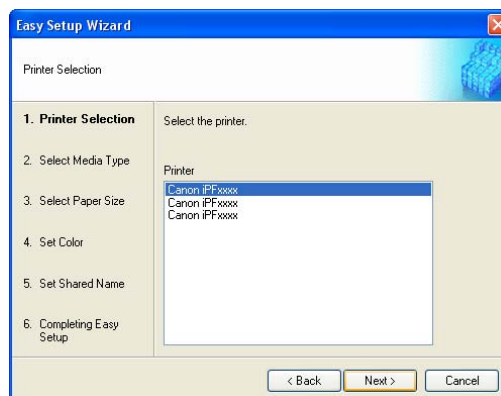 Easy Setup Wizard
Printer Selection
1. Printer Selection
2. Select Media Type
3. Select Paper Size
4. Set Color
5. Set Shared Name
6. Completing Easy
Setup
Select the printer.
Printer
Canon iPFxxxx
Canon iPFxxxx
Canon iPFxxxx
< Back
Next >
Cancel